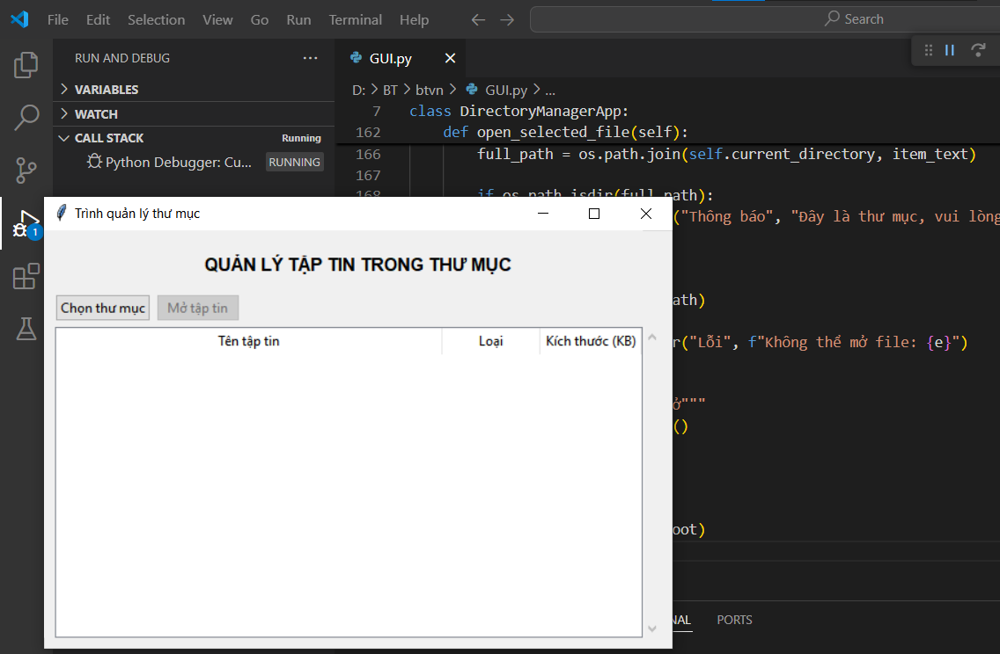 File Edit Selection View Go Run Terminal Help Search
RUN AND DEBUG ...
VARIABLES
WATCH
CALL STACK Running
Python Debugger: Cu... RUNNING
1
GUI.py
D: > BT > btvn > GUI.py > ...
7 class DirectoryManagerApp:
162 def open_selected_file(self):
166 full_path = os.path.join(self.current_directory, item_text)
167
168 if os.path.isdir(full_path):
("Thông báo", "Đây là thư mục, vui lòng
ath)
r("Lỗi", f"Không thể mở file: {e}")
ở"""
()
oot)
NAL PORTS
Trình quản lý thư mục
QUẢN LÝ TẬP TIN TRONG THƯ MỤC
Chọn thư mục Mở tập tin
Tên tập tin Loại Kích thước (KB)